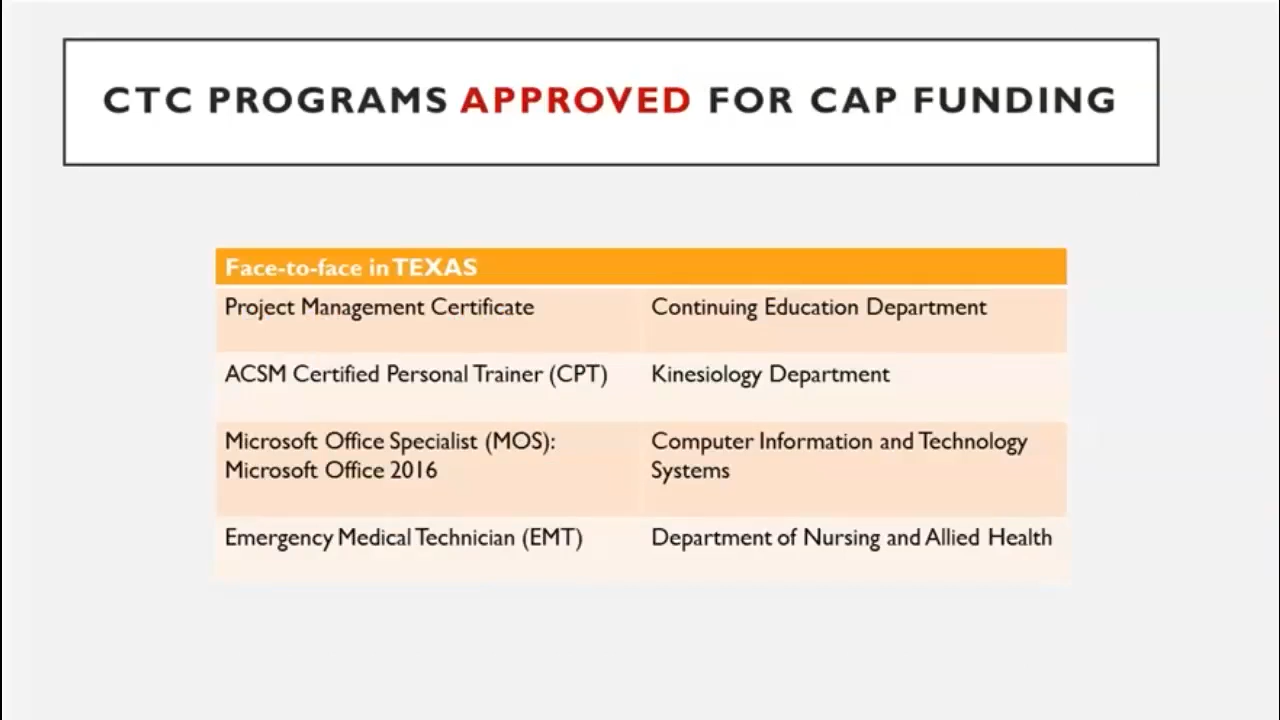 CTC PROGRAMS APPROVED FOR CAP FUNDING
Face-to-face in TEXAS
Project Management Certificate
Continuing Education Department
ACSM Certified Personal Trainer (CPT)
Kinesiology Department
Microsoft Office Specialist (MOS):
Microsoft Office 2016
Computer Information and Technology
Systems
Emergency Medical Technician (EMT)
Department of Nursing and Allied Health